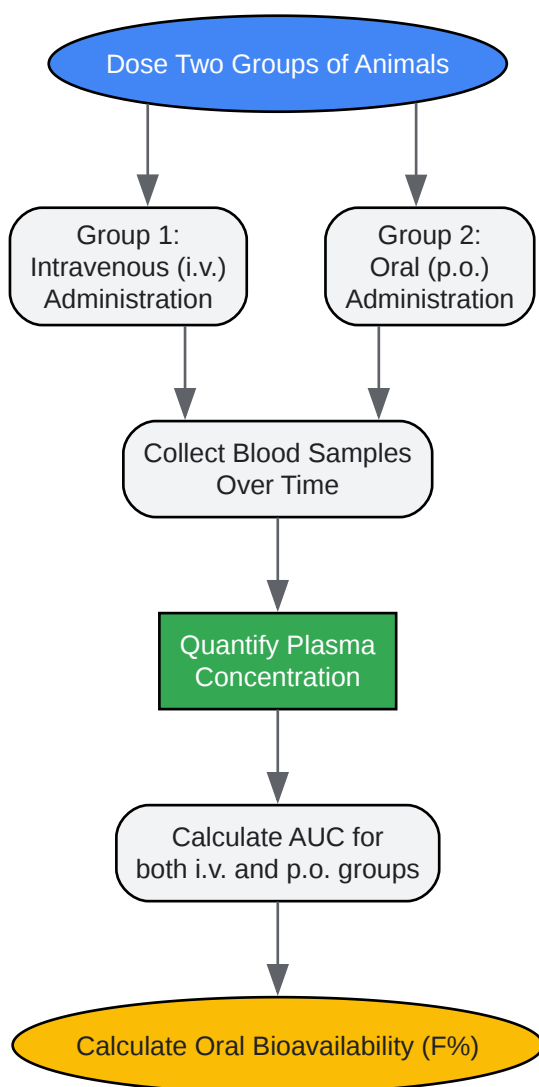 Dose Two Groups of Animals
Group 1:
Intravenous (i.v.)
Administration
Group 2:
Oral (p.o.)
Administration
Collect Blood Samples
Over Time
Quantify Plasma
Concentration
Calculate AUC for
both i.v. and p.o. groups
Calculate Oral Bioavailability (F%)